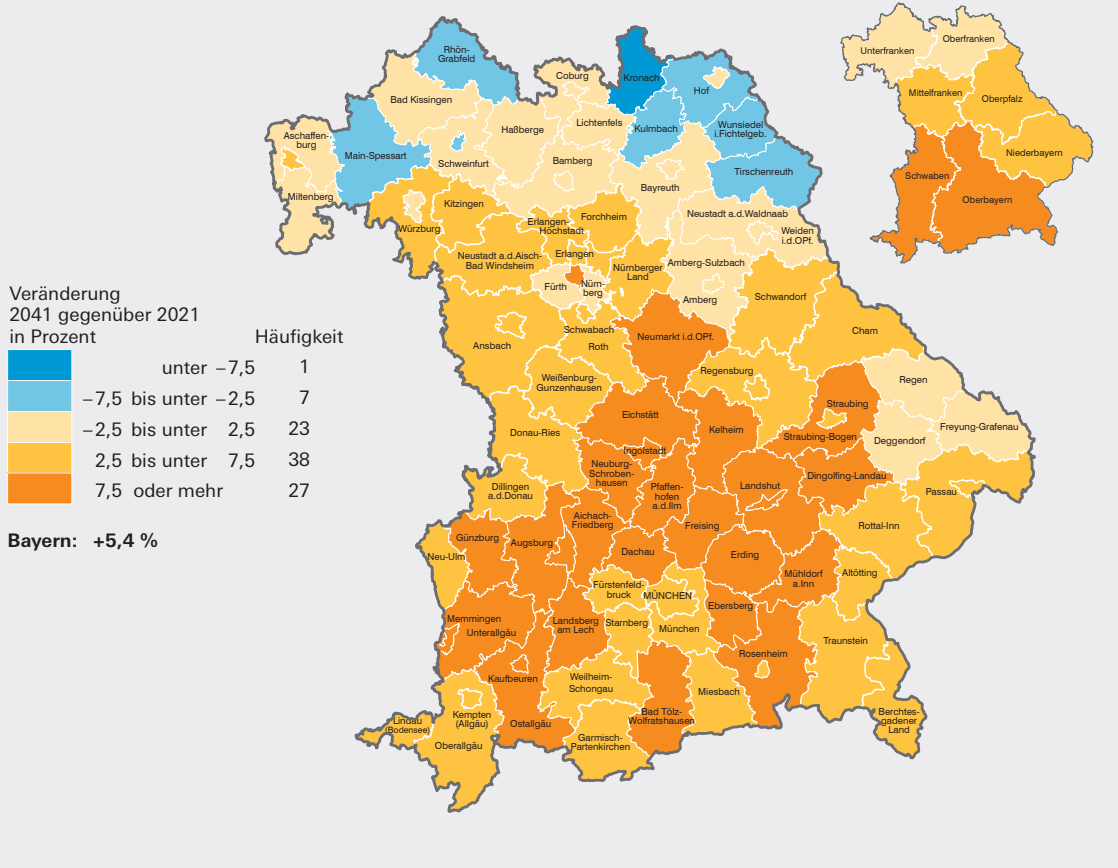 Veränderung
2041 gegenüber 2021
in Prozent
Häufigkeit
unter −7,5 1
−7,5 bis unter −2,5 7
−2,5 bis unter 2,5 23
2,5 bis unter 7,5 38
7,5 oder mehr 27
Bayern: +5,4 %
Rhön-
Grabfeld
Coburg
Kronach
Hof
Bad Kissingen
Lichtenfels
Kulmbach
Wunsiedel
i.Fichtelgeb.
Haßberge
Aschaffen-
burg
Main-Spessart
Schweinfurt
Bamberg
Tirschenreuth
Bayreuth
Miltenberg
Kitzingen
Würzburg
Forchheim
Erlangen-
Höchstadt
Neustadt a.d.Waldnaab
Weiden
i.d.OPf.
Neustadt a.d.Aisch-
Bad Windsheim
Erlangen
Nürnberger
Land
Amberg-Sulzbach
Fürth
Nürn-
berg
Amberg
Schwandorf
Schwabach
Roth
Ansbach
Neumarkt i.d.OPf.
Cham
Weißenburg-
Gunzenhausen
Regensburg
Regen
Straubing
Eichstätt
Kelheim
Donau-Ries
Straubing-Bogen
Deggendorf
Freyung-Grafenau
Ingolstadt
Neuburg-
Schroben-
hausen
Dingolfing-Landau
Dillingen
a.d.Donau
Pfaffen-
hofen
a.d.Ilm
Landshut
Passau
Aichach-
Friedberg
Freising
Rottal-Inn
Günzburg
Augsburg
Neu-Ulm
Dachau
Erding
Mühldorf
a.Inn
Altötting
Fürstenfeld-
bruck
MÜNCHEN
Ebersberg
Memmingen
Unterallgäu
Landsberg
am Lech
Starnberg
München
Traunstein
Rosenheim
Kaufbeuren
Weilheim-
Schongau
Miesbach
Lindau
(Bodensee)
Kempten
(Allgäu)
Ostallgäu
Bad Tölz-
Wolfratshausen
Berchtes-
gadener
Land
Oberallgäu
Garmisch-
Partenkirchen
Unterfranken
Oberfranken
Mittelfranken
Oberpfalz
Niederbayern
Schwaben
Oberbayern